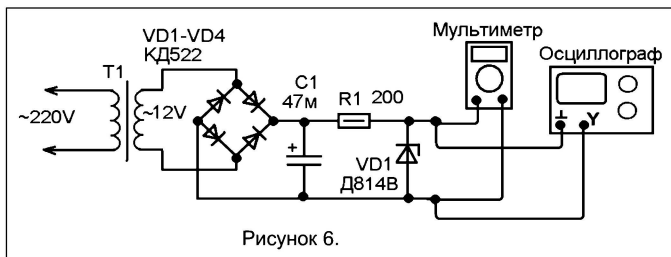 VD1-VD4
КД522
T1
~220V
~12V
C1
47м
R1 200
+
VD1
Д814В
Мультиметр
Осциллограф
⊥ Y
Рисунок 6.